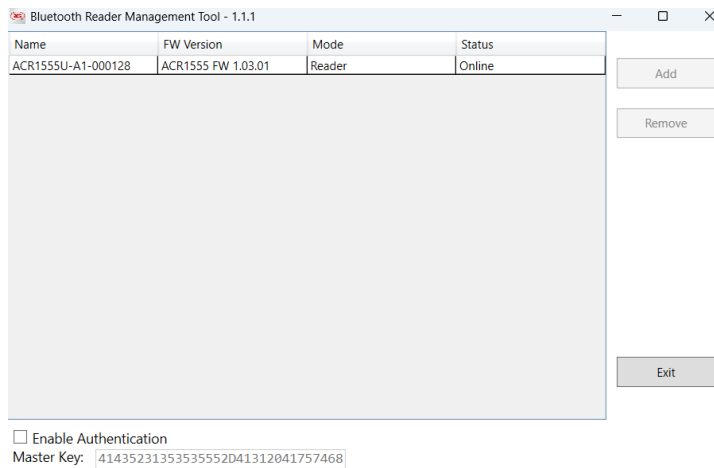 Bluetooth Reader Management Tool - 1.1.1
Name FW Version Mode Status
ACR1555U-A1-000128 ACR1555 FW 1.03.01 Reader Online
Add
Remove
Exit
Enable Authentication
Master Key: 41435231353535552D41312041757468